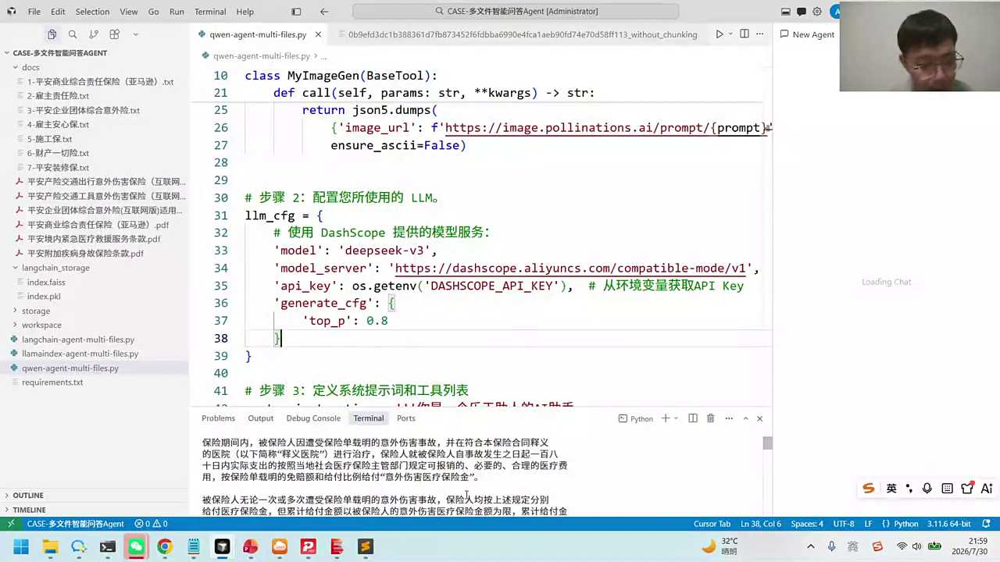 File Edit Selection View Go Run Terminal Help
CASE-多文件智能问答Agent [Administrator]
CASE-多文件智能问答AGENT
docs
1-平安商业综合责任保险（亚马逊）.txt
2-雇主责任险.txt
3-平安企业团体综合意外险.txt
4-雇主安心保.txt
5-施工保.txt
6-财产一切险.txt
7-平安装修保.txt
平安产险交通出行意外伤害保险（互联网...
平安产险交通工具意外伤害保险（互联网...
平安企业团体综合意外险(互联网版)适用...
平安商业综合责任保险（亚马逊）.pdf
平安境内紧急医疗救援服务条款.pdf
平安附加疾病身故保险条款.pdf
langchain_storage
index.faiss
index.pkl
storage
workspace
langchain-agent-multi-files.py
llamaindex-agent-multi-files.py
qwen-agent-multi-files.py
requirements.txt
OUTLINE
TIMELINE
qwen-agent-multi-files.py
0b9efd3dc1b388361d7fb873452f6fdbba6990e4fca1aeb90fd74e70d58ff113_without_chunking
qwen-agent-multi-files.py > ...
10 class MyImageGen(BaseTool):
21 def call(self, params: str, **kwargs) -> str:
25 return json5.dumps(
26 {'image_url': f'https://image.pollinations.ai/prompt/{prompt}'
27 ensure_ascii=False)
28
29
30 # 步骤 2：配置您所使用的 LLM。
31 llm_cfg = {
32 # 使用 DashScope 提供的模型服务：
33 'model': 'deepseek-v3',
34 'model_server': 'https://dashscope.aliyuncs.com/compatible-mode/v1',
35 'api_key': os.getenv('DASHSCOPE_API_KEY'), # 从环境变量获取API Key
36 'generate_cfg': {
37 'top_p': 0.8
38 }
39 }
40
41 # 步骤 3：定义系统提示词和工具列表
New Agent
Loading Chat
Problems Output Debug Console Terminal Ports
Python
保险期间内，被保险人因遭受保险单载明的意外伤害事故，并在符合本保险合同释义
的医院（以下简称“释义医院”）进行治疗，保险人就被保险人自事故发生之日起一百八
十日内实际支出的按照当地社会医疗保险主管部门规定可报销的、必要的、合理的医疗费
用，按保险单载明的免赔额和给付比例给付“意外伤害医疗保险金”。
被保险人无论一次或多次遭受保险单载明的意外伤害事故，保险人均按上述规定分别
给付医疗保险金，但累计给付金额以被保险人的意外伤害医疗保险金额为限，累计给付金
英
CASE-多文件智能问答Agent 0 0
Cursor Tab Ln 38, Col 6 Spaces: 4 UTF-8 LF {} Python 3.11.6 64-bit
32°C
晴朗
英
21:59
2026/7/30